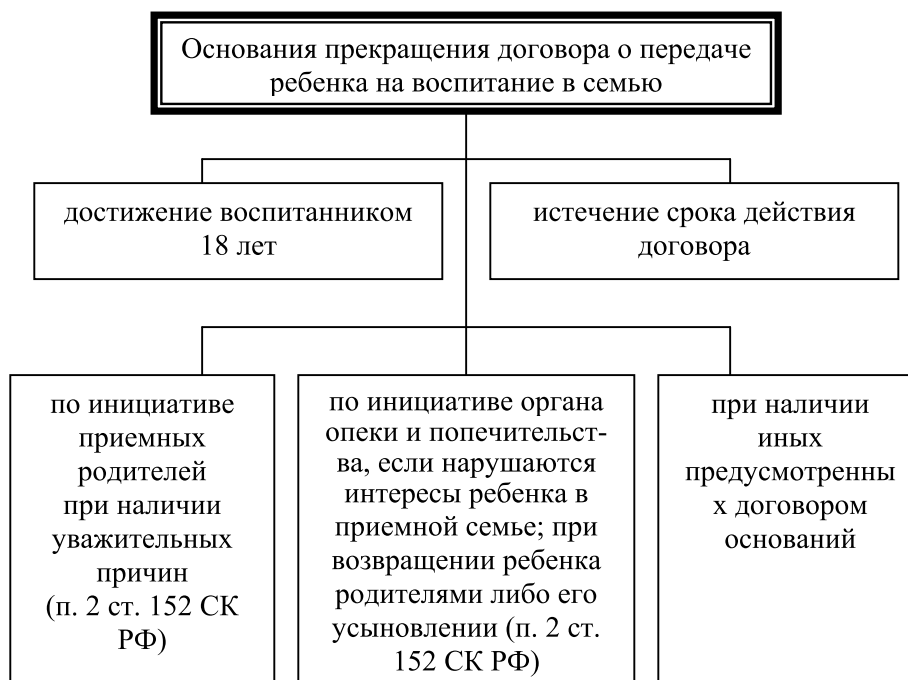 Основания прекращения договора о передаче
ребенка на воспитание в семью
достижение воспитанником
18 лет
истечение срока действия
договора
по инициативе
приемных
родителей
при наличии
уважительных
причин
(п. 2 ст. 152 СК
РФ)
по инициативе органа
опеки и попечительст-
ва, если нарушаются
интересы ребенка в
приемной семье; при
возвращении ребенка
родителями либо его
усыновлении (п. 2 ст.
152 СК РФ)
при наличии
иных
предусмотренны
х договором
оснований